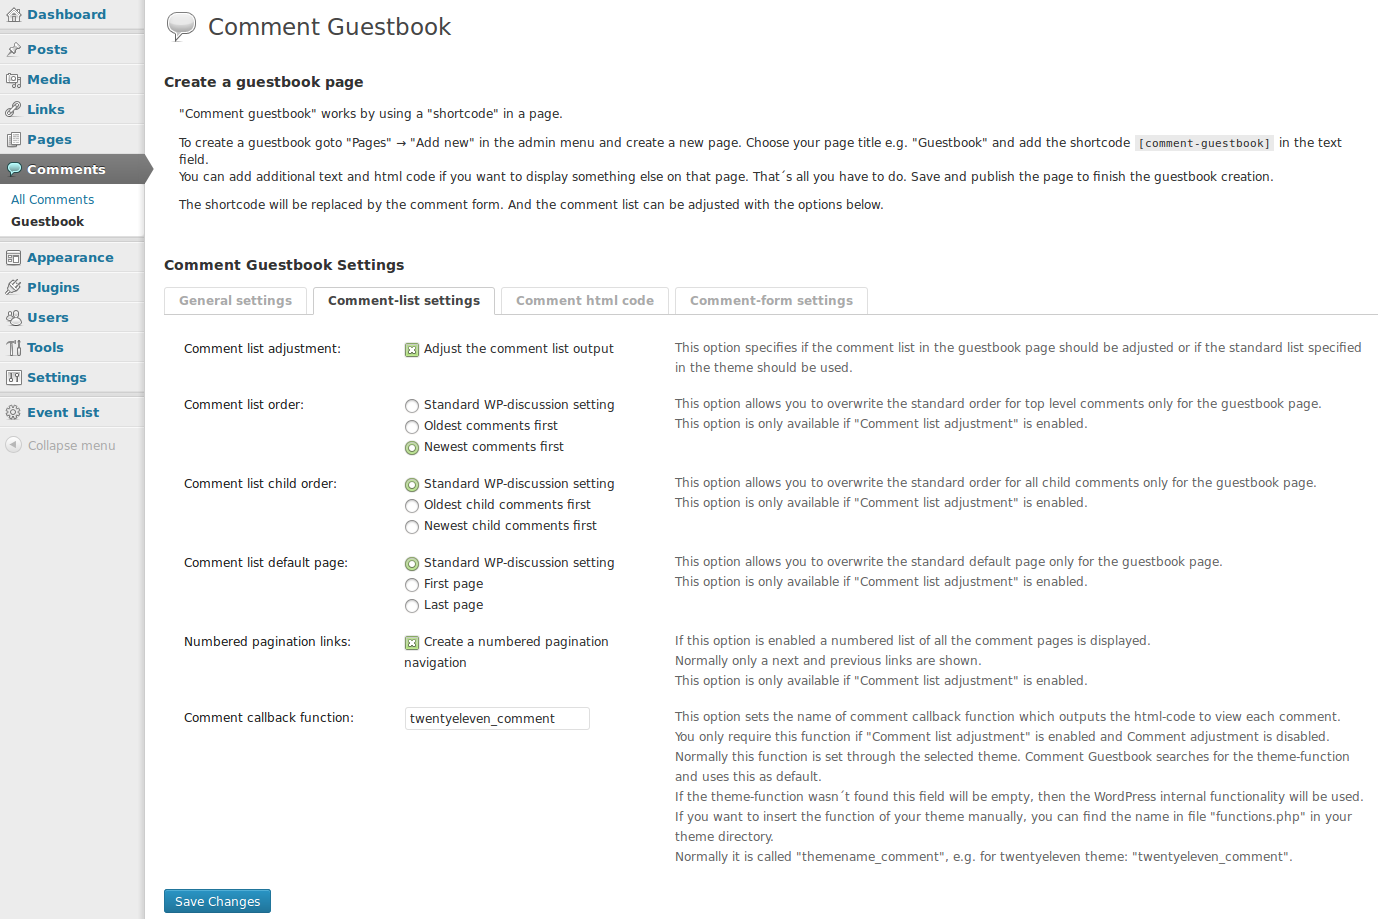 Dashboard
Posts
Media
Links
Pages
Comments
All Comments
Guestbook
Appearance
Plugins
Users
Tools
Settings
Event List
Collapse menu
Comment Guestbook
Create a guestbook page
"Comment guestbook" works by using a "shortcode" in a page.
To create a guestbook goto "Pages" → "Add new" in the admin menu and create a new page. Choose your page title e.g. "Guestbook" and add the shortcode [comment-guestbook] in the text
field.
You can add additional text and html code if you want to display something else on that page. That´s all you have to do. Save and publish the page to finish the guestbook creation.
The shortcode will be replaced by the comment form. And the comment list can be adjusted with the options below.
Comment Guestbook Settings
General settings
Comment-list settings
Comment html code
Comment-form settings
Comment list adjustment:
Adjust the comment list output
This option specifies if the comment list in the guestbook page should be adjusted or if the standard list specified
in the theme should be used.
Comment list order:
Standard WP-discussion setting
Oldest comments first
Newest comments first
This option allows you to overwrite the standard order for top level comments only for the guestbook page.
This option is only available if "Comment list adjustment" is enabled.
Comment list child order:
Standard WP-discussion setting
Oldest child comments first
Newest child comments first
This option allows you to overwrite the standard order for all child comments only for the guestbook page.
This option is only available if "Comment list adjustment" is enabled.
Comment list default page:
Standard WP-discussion setting
First page
Last page
This option allows you to overwrite the standard default page only for the guestbook page.
This option is only available if "Comment list adjustment" is enabled.
Numbered pagination links:
Create a numbered pagination
navigation
If this option is enabled a numbered list of all the comment pages is displayed.
Normally only a next and previous links are shown.
This option is only available if "Comment list adjustment" is enabled.
Comment callback function:
twentyeleven_comment
This option sets the name of comment callback function which outputs the html-code to view each comment.
You only require this function if "Comment list adjustment" is enabled and Comment adjustment is disabled.
Normally this function is set through the selected theme. Comment Guestbook searches for the theme-function
and uses this as default.
If the theme-function wasn´t found this field will be empty, then the WordPress internal functionality will be used.
If you want to insert the function of your theme manually, you can find the name in file "functions.php" in your
theme directory.
Normally it is called "themename_comment", e.g. for twentyeleven theme: "twentyeleven_comment".
Save Changes